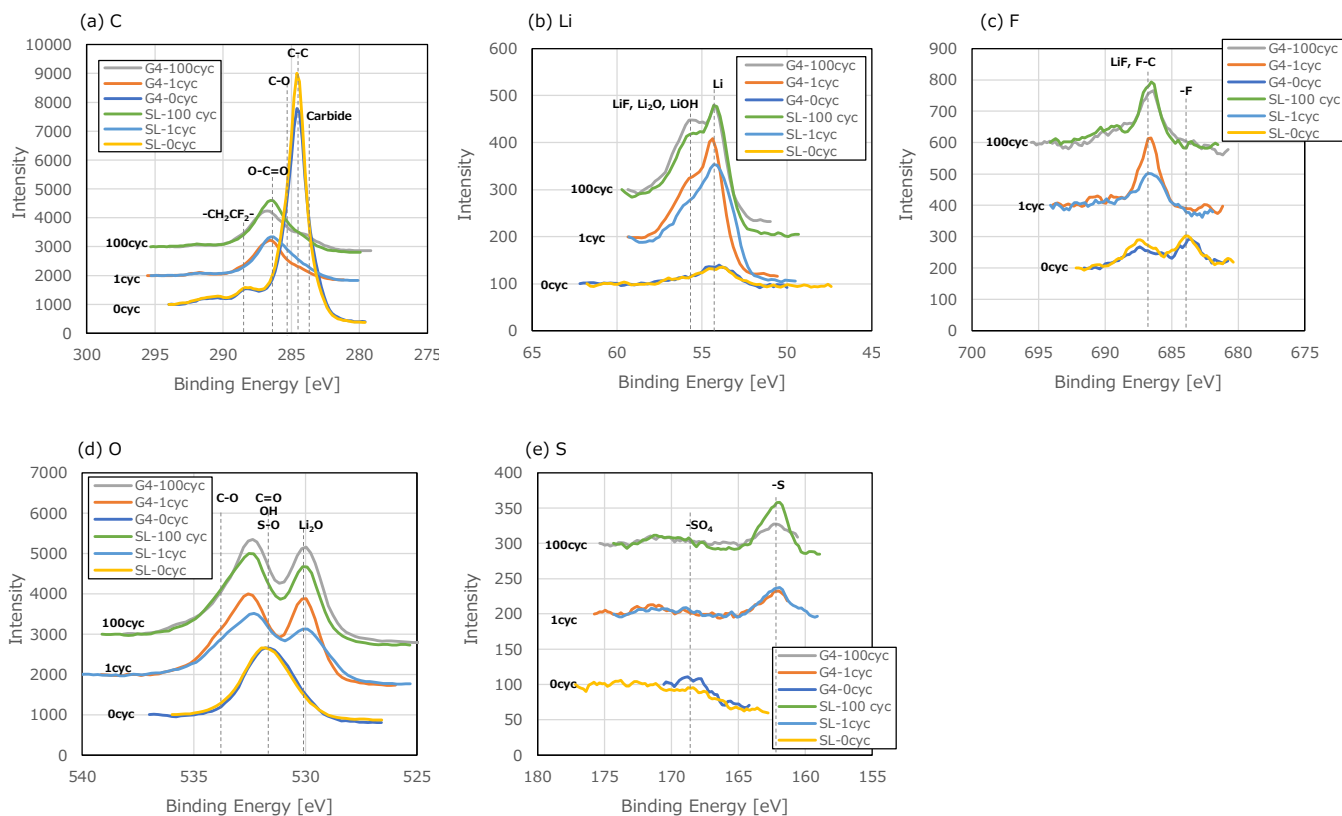 (a) C
10000
9000
8000
7000
6000
5000
4000
3000
2000
1000
0
Intensity
G4-100cyc
G4-1cyc
G4-0cyc
SL-100 cyc
SL-1cyc
SL-0cyc
C-C
C-O
Carbide
O-C=O
-CH₂CF₂-
100cyc
1cyc
0cyc
300
295
290
285
280
275
Binding Energy [eV]
(b) Li
600
500
400
300
200
100
0
Intensity
G4-100cyc
G4-1cyc
G4-0cyc
SL-100 cyc
SL-1cyc
SL-0cyc
Li
LiF, Li₂O, LiOH
100cyc
1cyc
0cyc
65
60
55
50
45
Binding Energy [eV]
(c) F
900
800
700
600
500
400
300
200
100
0
Intensity
G4-100cyc
G4-1cyc
G4-0cyc
SL-100 cyc
SL-1cyc
SL-0cyc
LiF, F-C
-F
100cyc
1cyc
0cyc
700
695
690
685
680
675
Binding Energy [eV]
(d) O
7000
6000
5000
4000
3000
2000
1000
0
Intensity
G4-100cyc
G4-1cyc
G4-0cyc
SL-100 cyc
SL-1cyc
SL-0cyc
C-O
C=O
OH
S-O
Li₂O
100cyc
1cyc
0cyc
540
535
530
525
Binding Energy [eV]
(e) S
400
350
300
250
200
150
100
50
0
Intensity
-S
-SO₄
100cyc
1cyc
0cyc
G4-100cyc
G4-1cyc
G4-0cyc
SL-100 cyc
SL-1cyc
SL-0cyc
180
175
170
165
160
155
Binding Energy [eV]